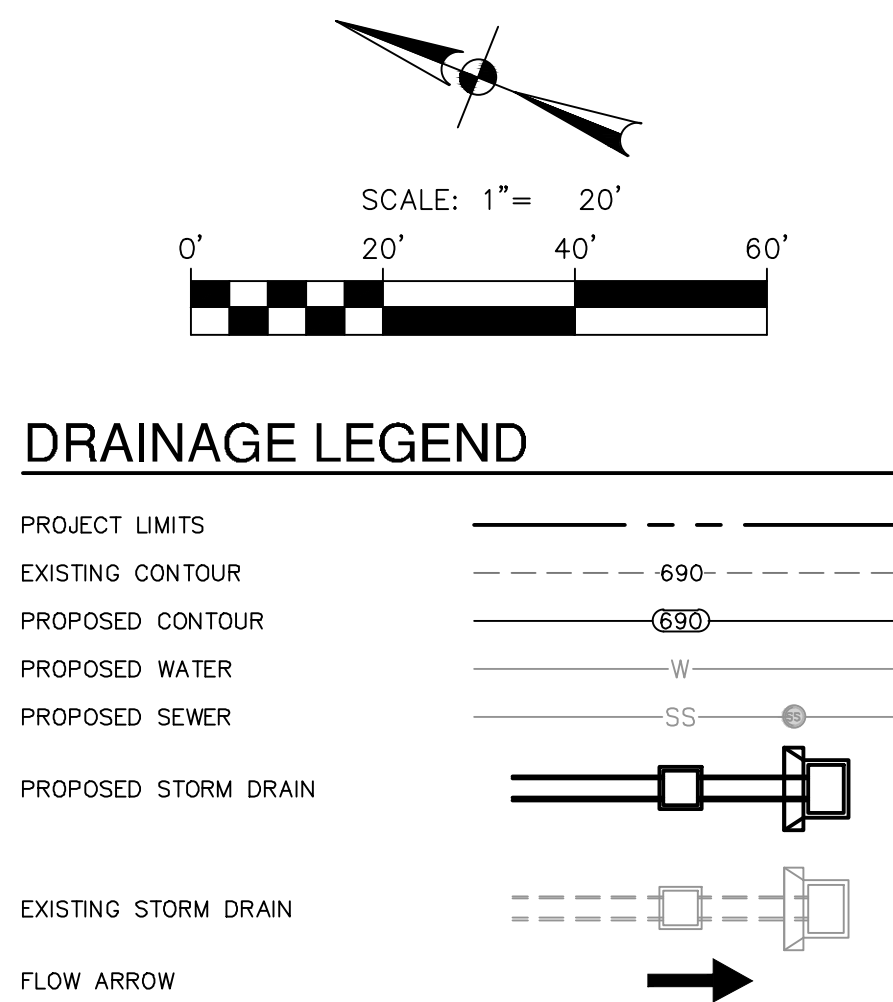 SCALE: 1"= 20'
0' 20' 40' 60'
DRAINAGE LEGEND
PROJECT LIMITS
EXISTING CONTOUR 690
PROPOSED CONTOUR 690
PROPOSED WATER W
PROPOSED SEWER SS SS
PROPOSED STORM DRAIN
EXISTING STORM DRAIN
FLOW ARROW